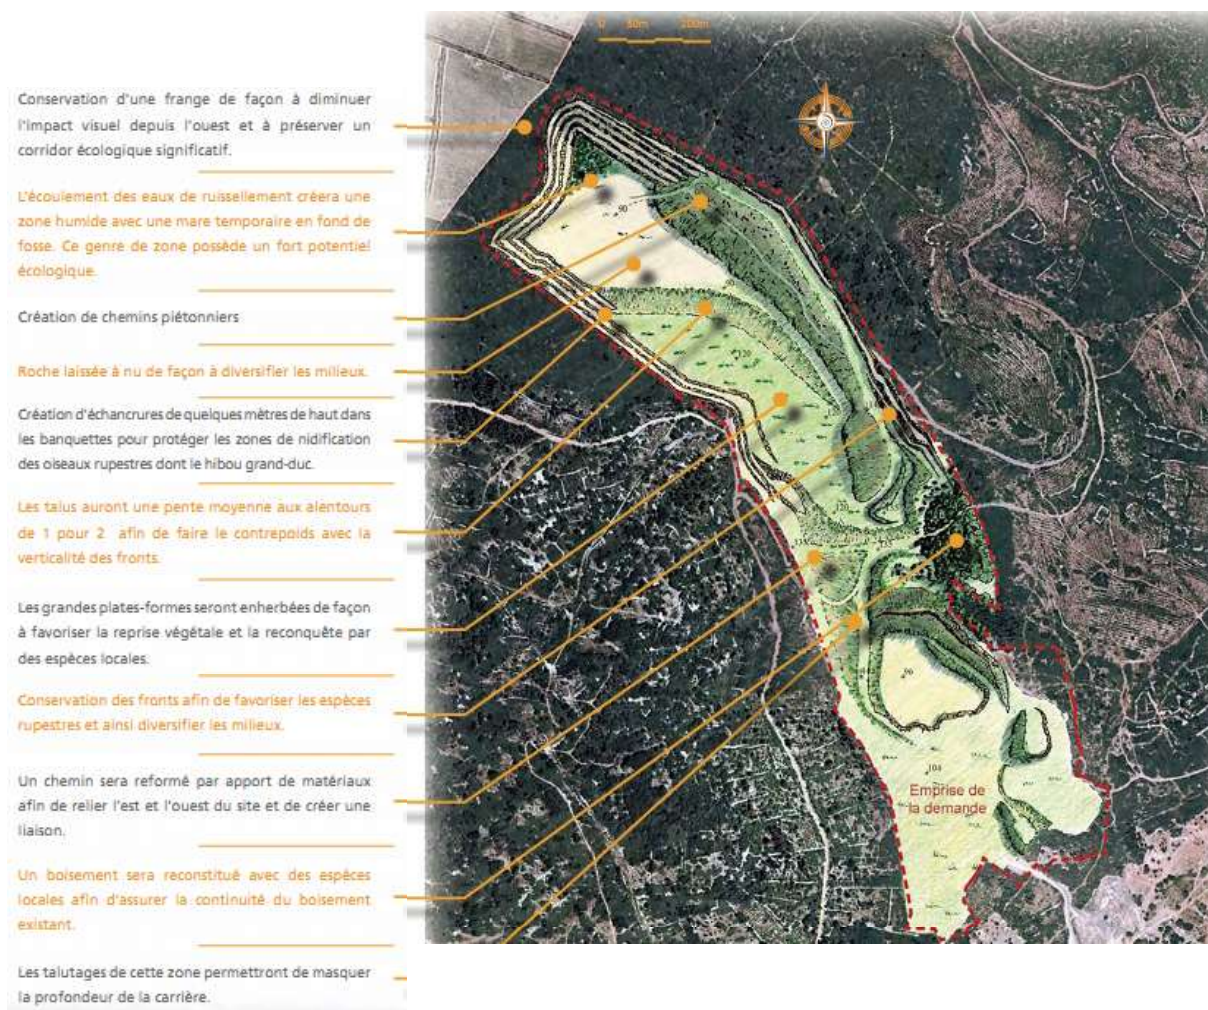 0 50m 200m
Conservation d'une frange de façon à diminuer
l'impact visuel depuis l'ouest et à préserver un
corridor écologique significatif.
L'écoulement des eaux de ruissellement créera une
zone humide avec une mare temporaire en fond de
fosse. Ce genre de zone possède un fort potentiel
écologique.
Création de chemins piétonniers
Roche laissée à nu de façon à diversifier les milieux.
Création d'échancrures de quelques mètres de haut dans
les banquettes pour protéger les zones de nidification
des oiseaux rupestres dont le hibou grand-duc.
Les talus auront une pente moyenne aux alentours
de 1 pour 2 afin de faire le contrepoids avec la
verticalité des fronts.
Les grandes plates-formes seront enherbées de façon
à favoriser la reprise végétale et la reconquête par
des espèces locales.
Conservation des fronts afin de favoriser les espèces
rupestres et ainsi diversifier les milieux.
Un chemin sera reformé par apport de matériaux
afin de relier l'est et l'ouest du site et de créer une
liaison.
Un boisement sera reconstitué avec des espèces
locales afin d'assurer la continuité du boisement
existant.
Les talutages de cette zone permettront de masquer
la profondeur de la carrière.
90
120
104
Emprise de
la demande